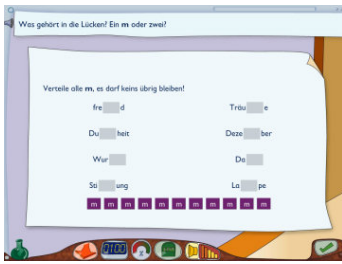 Was gehört in die Lücken? Ein m oder zwei?
Verteile alle m, es darf keins übrig bleiben!
fre d Träu e
Du heit Deze ber
Wur Da
Sti ung La pe
m m m m m m m m m m m